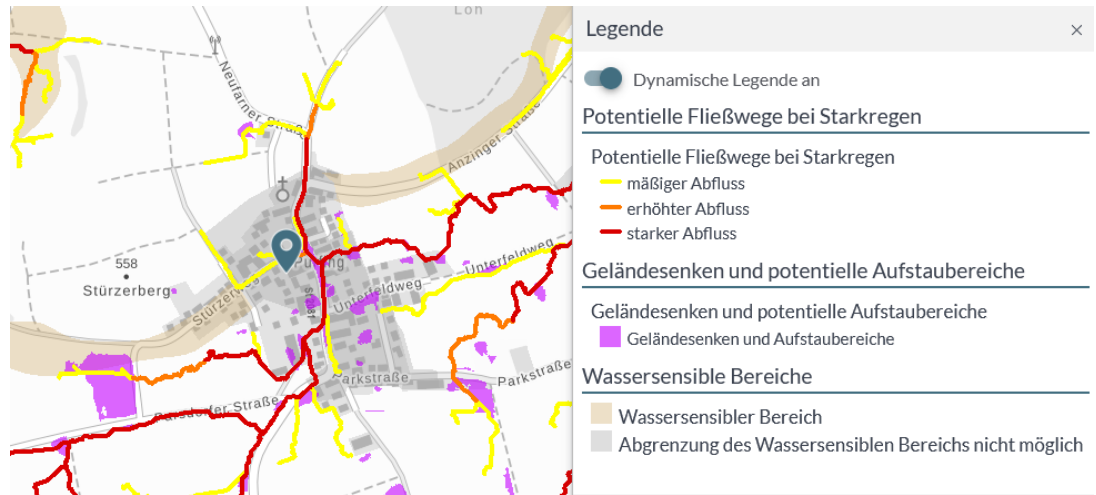 Loh
Neufarner Straße
Anzinger Straße
558
Stürzerberg
Unterfeldweg
Unterfeldweg
Parkstraße
Parkstraße
Parsdorfer Straße
Legende
×
Dynamische Legende an
Potentielle Fließwege bei Starkregen
Potentielle Fließwege bei Starkregen
mäßiger Abfluss
erhöhter Abfluss
starker Abfluss
Geländesenken und potentielle Aufstaubereiche
Geländesenken und potentielle Aufstaubereiche
Geländesenken und Aufstaubereiche
Wassersensible Bereiche
Wassersensibler Bereich
Abgrenzung des Wassersensiblen Bereichs nicht möglich